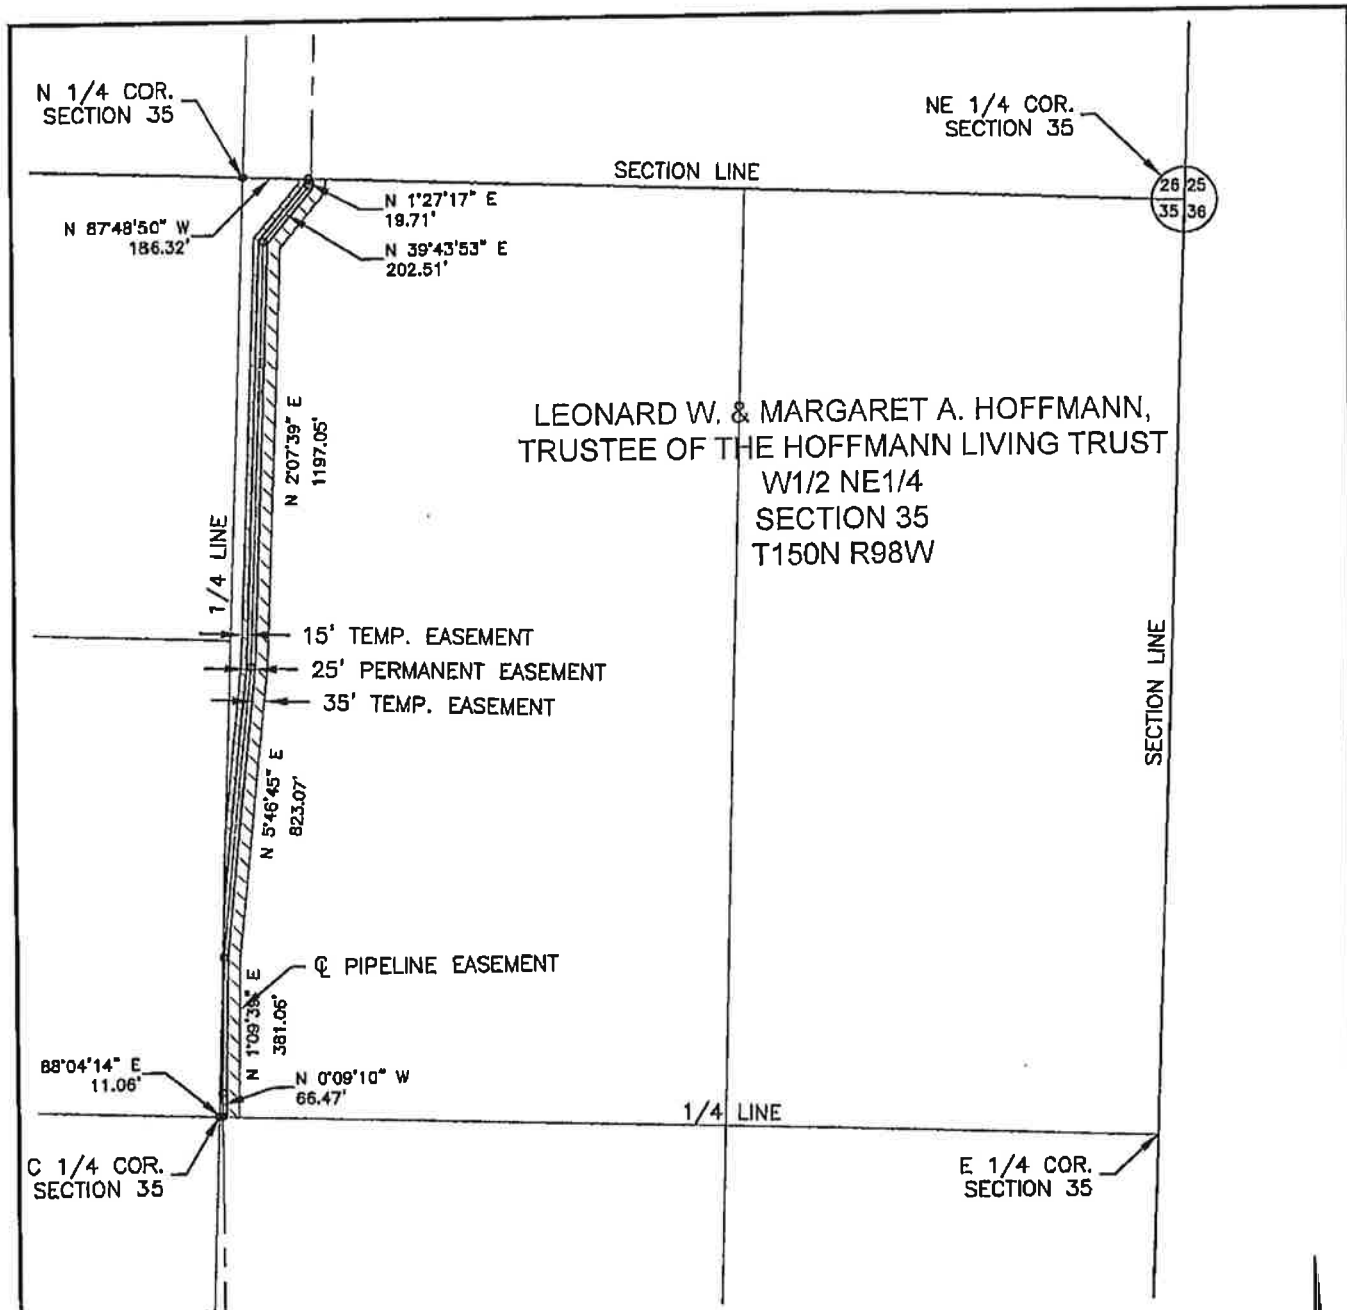 N 1/4 COR.
SECTION 35
NE 1/4 COR.
SECTION 35
SECTION LINE
26 25
35 36
N 1°27'17" E
19.71'
N 87°48'50" W
186.32'
N 39°43'53" E
202.51'
LEONARD W. & MARGARET A. HOFFMANN,
TRUSTEE OF THE HOFFMANN LIVING TRUST
W1/2 NE1/4
SECTION 35
T150N R98W
N 2°07'39" E
1197.05'
1/4 LINE
15' TEMP. EASEMENT
25' PERMANENT EASEMENT
35' TEMP. EASEMENT
SECTION LINE
N 5°46'45" E
823.07'
℄ PIPELINE EASEMENT
N 1°09'39" E
381.06'
88°04'14" E
11.06'
N 0°09'10" W
66.47'
1/4 LINE
C 1/4 COR.
SECTION 35
E 1/4 COR.
SECTION 35